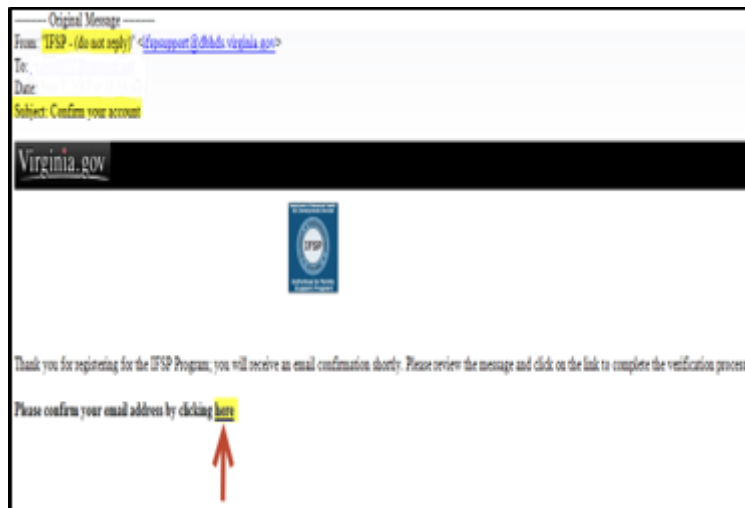 -------- Original Message --------
From: "IFSP - (do not reply)" <ifspsupport@dbhds.virginia.gov>
To:
Date:
Subject: Confirm your account
Virginia.gov
IFSP
Thank you for registering for the IFSP Program; you will receive an email confirmation shortly. Please review the message and click on the link to complete the verification process
Please confirm your email address by clicking here